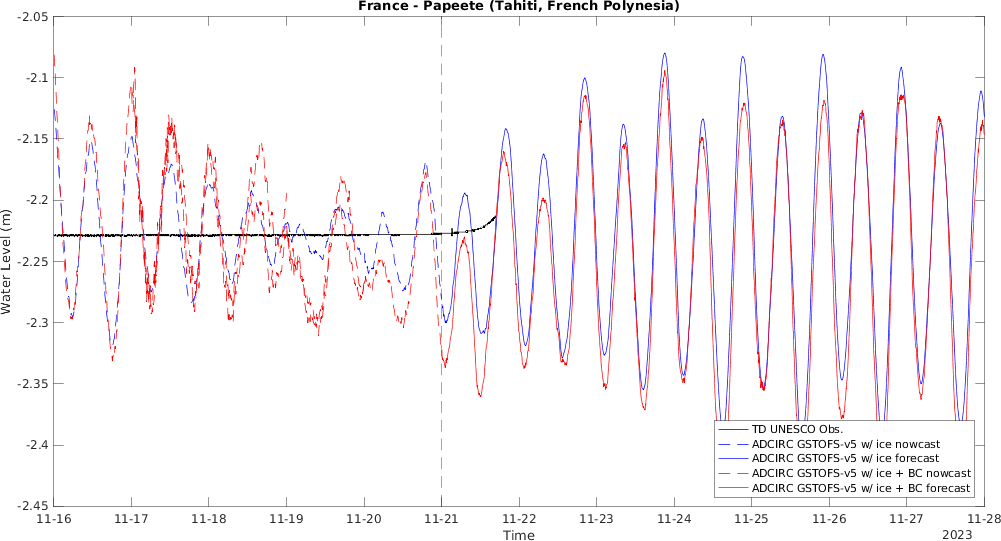 France - Papeete (Tahiti, French Polynesia)
-2.05
-2.1
-2.15
-2.2
-2.25
-2.3
-2.35
-2.4
-2.45
Water Level (m)
TD UNESCO Obs.
ADCIRC GSTOFS-v5 w/ ice nowcast
ADCIRC GSTOFS-v5 w/ ice forecast
ADCIRC GSTOFS-v5 w/ ice + BC nowcast
ADCIRC GSTOFS-v5 w/ ice + BC forecast
11-16 11-17 11-18 11-19 11-20 11-21 11-22 11-23 11-24 11-25 11-26 11-27 11-28
Time
2023